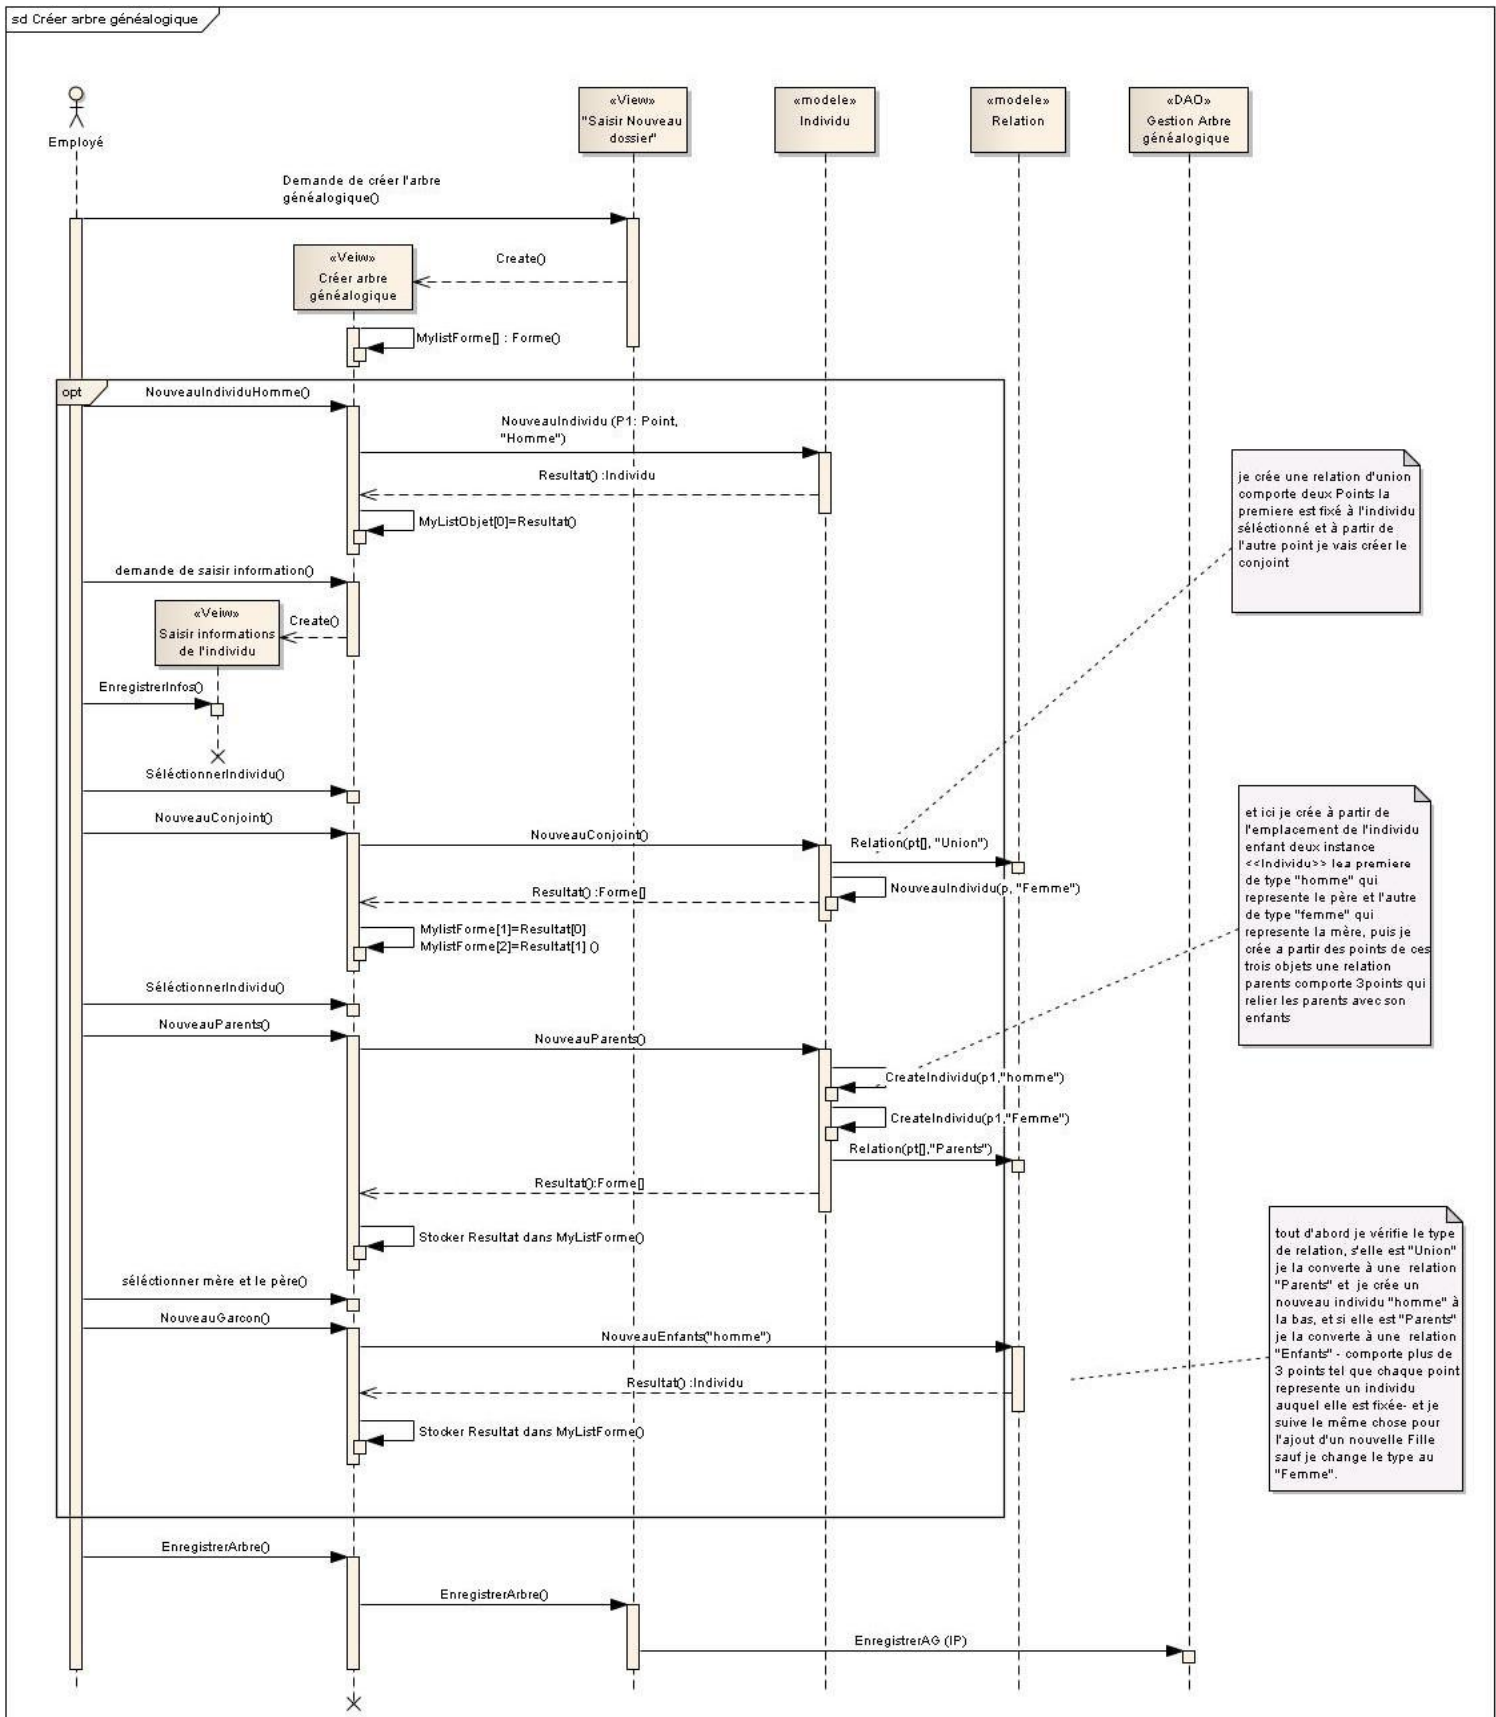 sd Créer arbre généalogique
Employé
«View»
"Saisir Nouveau
dossier"
«modele»
Individu
«modele»
Relation
«DAO»
Gestion Arbre
généalogique
Demande de créer l'arbre
généalogique()
«Veiw»
Créer arbre
généalogique
Create()
MylistForme[] : Forme()
opt
NouveauIndividuHomme()
NouveauIndividu (P1: Point,
"Homme")
Resultat() :Individu
MyListObjet[0]=Resultat()
je crée une relation d'union
comporte deux Points la
premiere est fixé à l'individu
séléctionné et à partir de
l'autre point je vais créer le
conjoint
demande de saisir information()
«Veiw»
Saisir informations
de l'individu
Create()
EnregistrerInfos()
SéléctionnerIndividu()
NouveauConjoint()
NouveauConjoint()
Relation(pt[], "Union")
NouveauIndividu(p, "Femme")
Resultat() :Forme[]
MylistForme[1]=Resultat[0]
MylistForme[2]=Resultat[1] ()
et ici je crée à partir de
l'emplacement de l'individu
enfant deux instance
<<Individu>> lea premiere
de type "homme" qui
represente le père et l'autre
de type "femme" qui
represente la mère, puis je
crée a partir des points de ces
trois objets une relation
parents comporte 3points qui
relier les parents avec son
enfants
SéléctionnerIndividu()
NouveauParents()
NouveauParents()
CreateIndividu(p1,"homme")
CreateIndividu(p1,"Femme")
Relation(pt[],"Parents")
Resultat():Forme[]
Stocker Resultat dans MyListForme()
séléctionner mère et le père()
NouveauGarcon()
NouveauEnfants("homme")
Resultat() :Individu
Stocker Resultat dans MyListForme()
tout d'abord je vérifie le type
de relation, s'elle est "Union"
je la converte à une  relation
"Parents" et  je crée un
nouveau individu "homme" à
la bas, et si elle est "Parents"
je la converte à une  relation
"Enfants" - comporte plus de
3 points tel que chaque point
represente un individu
auquel elle est fixée- et je
suive le même chose pour
l'ajout d'un nouvelle Fille
sauf je change le type au
"Femme".
EnregistrerArbre()
EnregistrerArbre()
EnregistrerAG (IP)